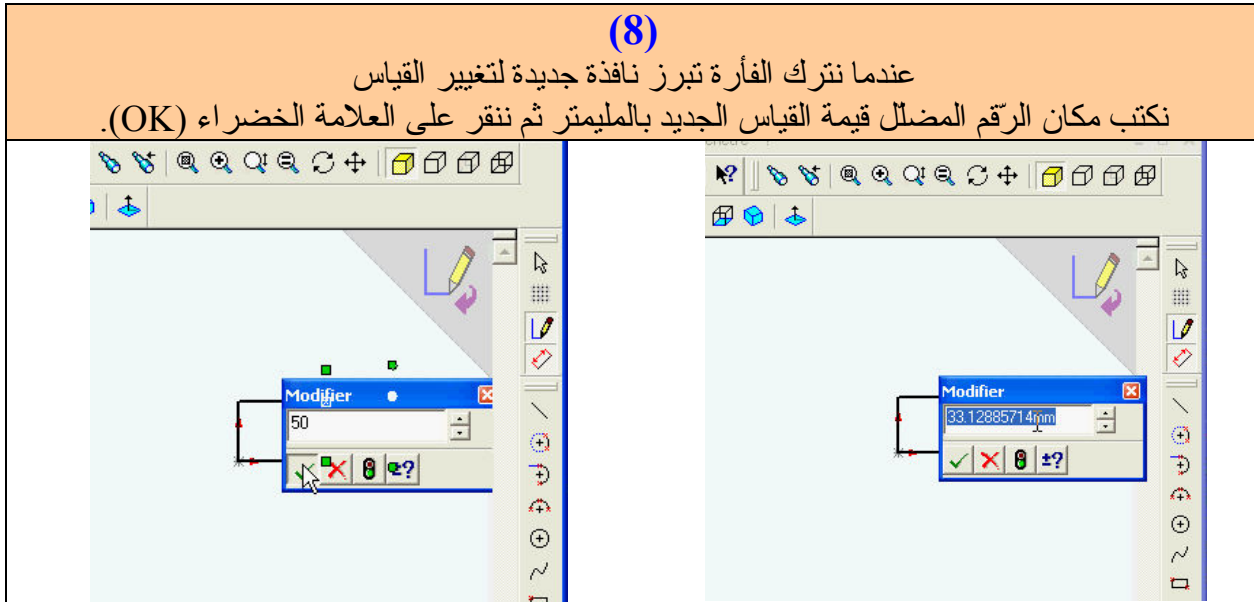 (8)
عندما نترك الفأرة تبرز نافذة جديدة لتغيير القياس
نكتب مكان الرّقم المضلّل قيمة القياس الجديد بالمليمتر ثم ننقر على العلامة الخضراء (OK).
Modifier
33.12885714mm
±?
Modifier
50
±?